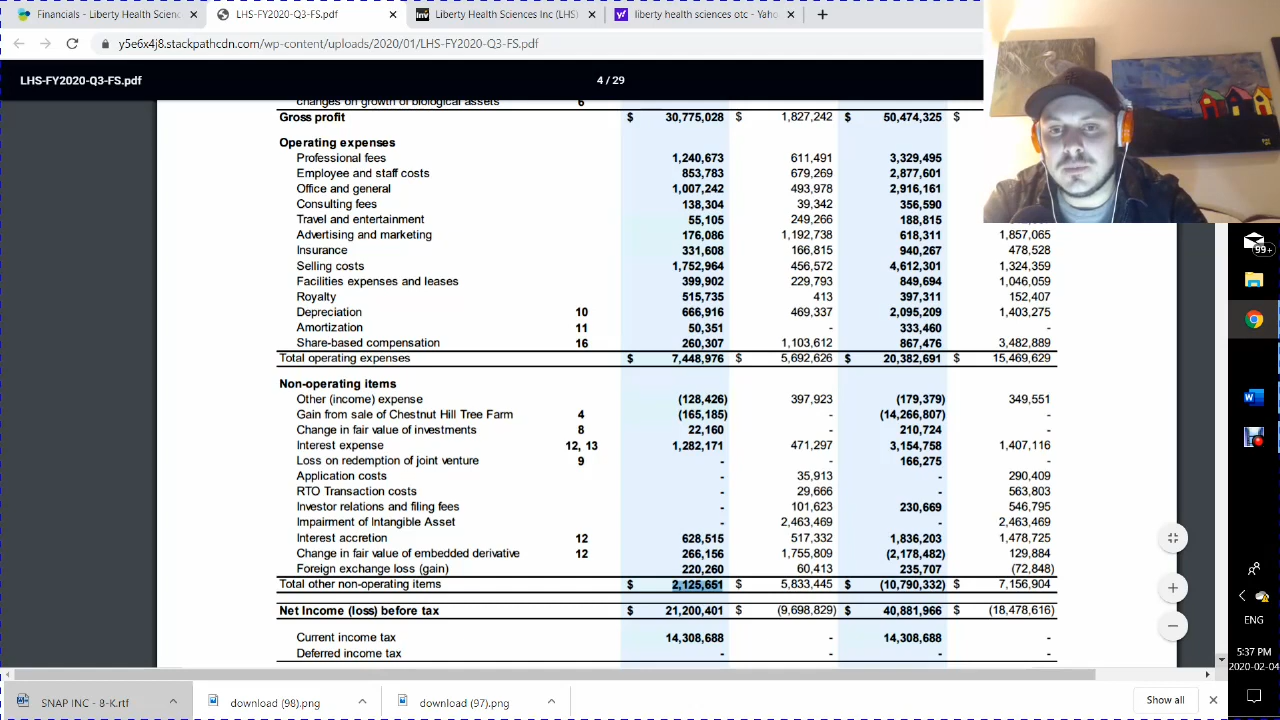 Financials - Liberty Health Scienc
LHS-FY2020-Q3-FS.pdf
Liberty Health Sciences Inc (LHS)
liberty health sciences otc - Yaho
y5e6x4j8.stackpathcdn.com/wp-content/uploads/2020/01/LHS-FY2020-Q3-FS.pdf
LHS-FY2020-Q3-FS.pdf 4 / 29
changes on growth of biological assets 6
Gross profit $ 30,775,028 $ 1,827,242 $ 50,474,325 $
Operating expenses
Professional fees 1,240,673 611,491 3,329,495
Employee and staff costs 853,783 679,269 2,877,601
Office and general 1,007,242 493,978 2,916,161
Consulting fees 138,304 39,342 356,590
Travel and entertainment 55,105 249,266 188,815
Advertising and marketing 176,086 1,192,738 618,311 1,857,065
Insurance 331,608 166,815 940,267 478,528
Selling costs 1,752,964 456,572 4,612,301 1,324,359
Facilities expenses and leases 399,902 229,793 849,694 1,046,059
Royalty 515,735 413 397,311 152,407
Depreciation 10 666,916 469,337 2,095,209 1,403,275
Amortization 11 50,351 - 333,460 -
Share-based compensation 16 260,307 1,103,612 867,476 3,482,889
Total operating expenses $ 7,448,976 $ 5,692,626 $ 20,382,691 $ 15,469,629
Non-operating items
Other (income) expense (128,426) 397,923 (179,379) 349,551
Gain from sale of Chestnut Hill Tree Farm 4 (165,185) - (14,266,807) -
Change in fair value of investments 8 22,160 - 210,724 -
Interest expense 12, 13 1,282,171 471,297 3,154,758 1,407,116
Loss on redemption of joint venture 9 - - 166,275 -
Application costs - 35,913 - 290,409
RTO Transaction costs - 29,666 - 563,803
Investor relations and filing fees - 101,623 230,669 546,795
Impairment of Intangible Asset - 2,463,469 - 2,463,469
Interest accretion 12 628,515 517,332 1,836,203 1,478,725
Change in fair value of embedded derivative 12 266,156 1,755,809 (2,178,482) 129,884
Foreign exchange loss (gain) 220,260 60,413 235,707 (72,848)
Total other non-operating items $ 2,125,651 $ 5,833,445 $ (10,790,332) $ 7,156,904
Net Income (loss) before tax $ 21,200,401 $ (9,698,829) $ 40,881,966 $ (18,478,616)
Current income tax 14,308,688 - 14,308,688 -
Deferred income tax - - - -
99+
ENG
5:37 PM
2020-02-04
SNAP INC - 8-K.rtf
download (98).png
download (97).png
Show all